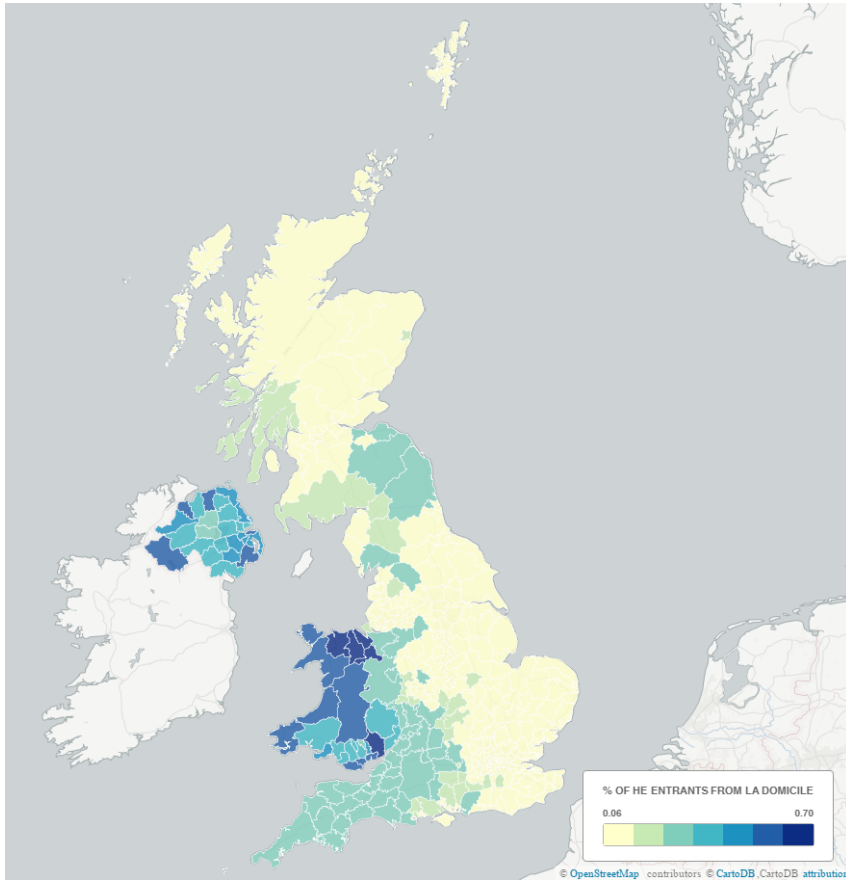 % OF HE ENTRANTS FROM LA DOMICILE
0.06 0.70
© OpenStreetMap contributors © CartoDB ,CartoDB attribution